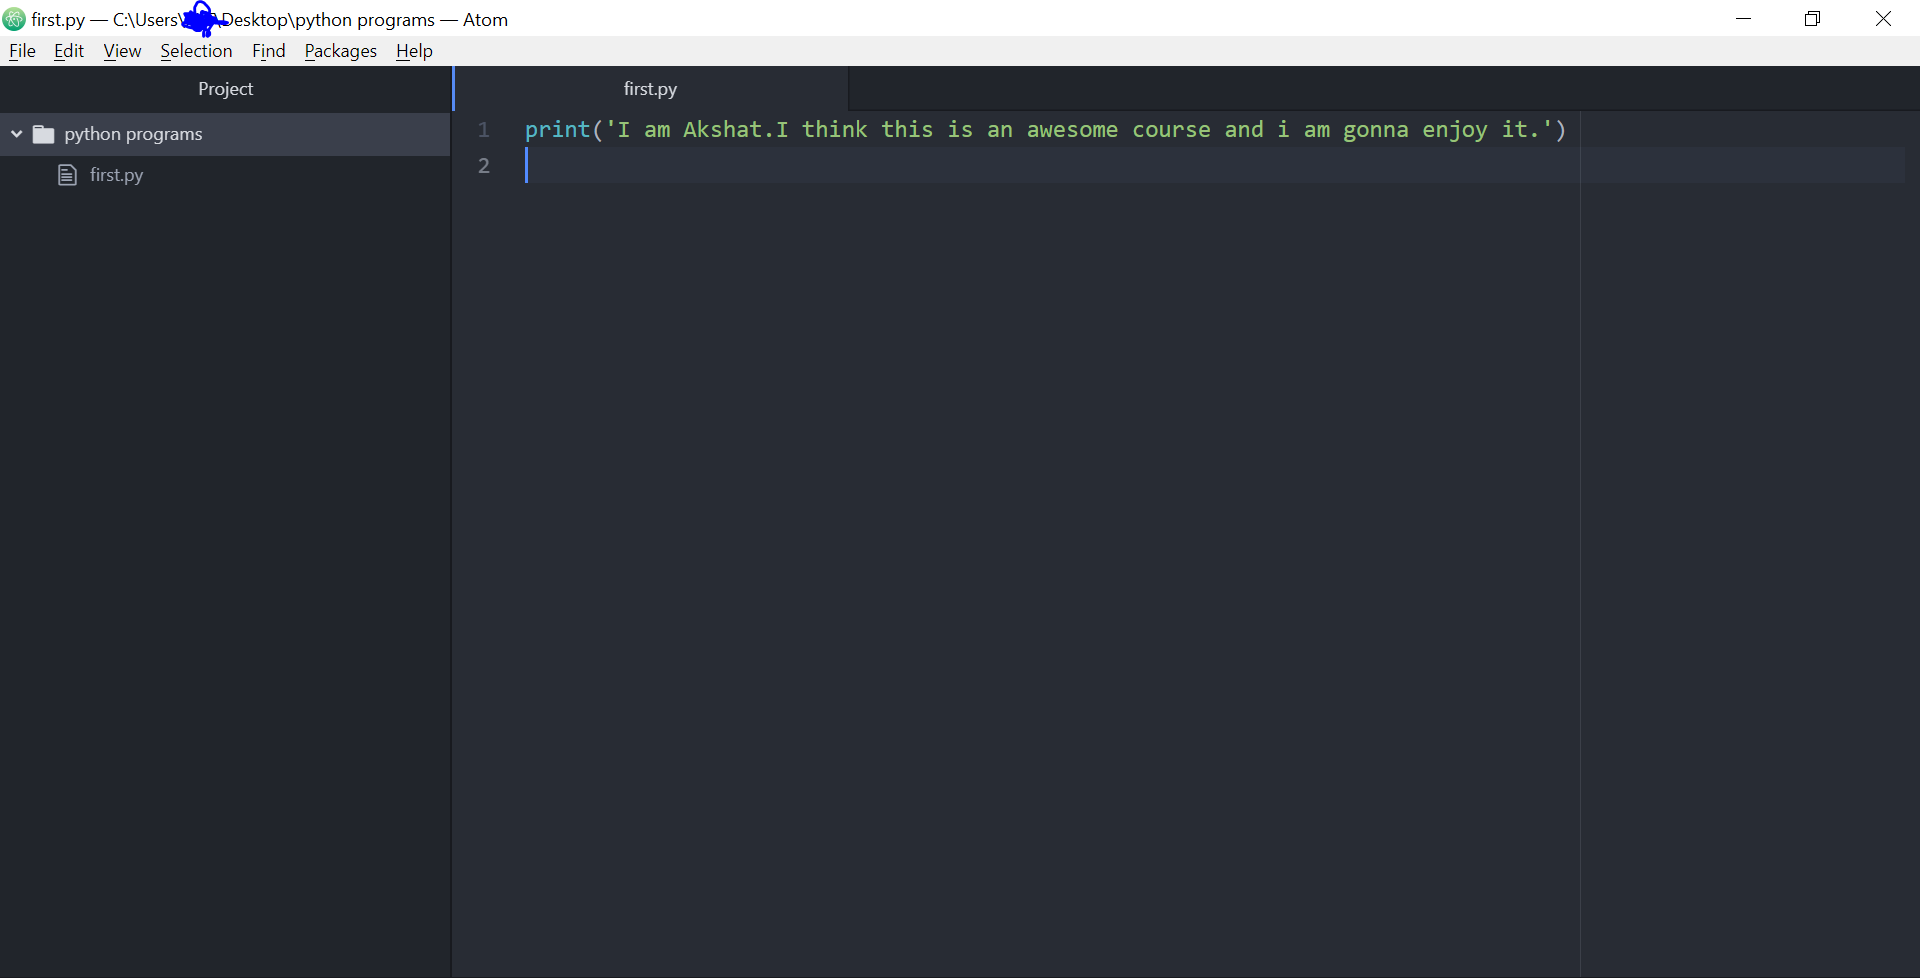 first.py — C:\Users\ \Desktop\python programs — Atom
File Edit View Selection Find Packages Help
Project
first.py
python programs
first.py
1 print('I am Akshat.I think this is an awesome course and i am gonna enjoy it.')
2